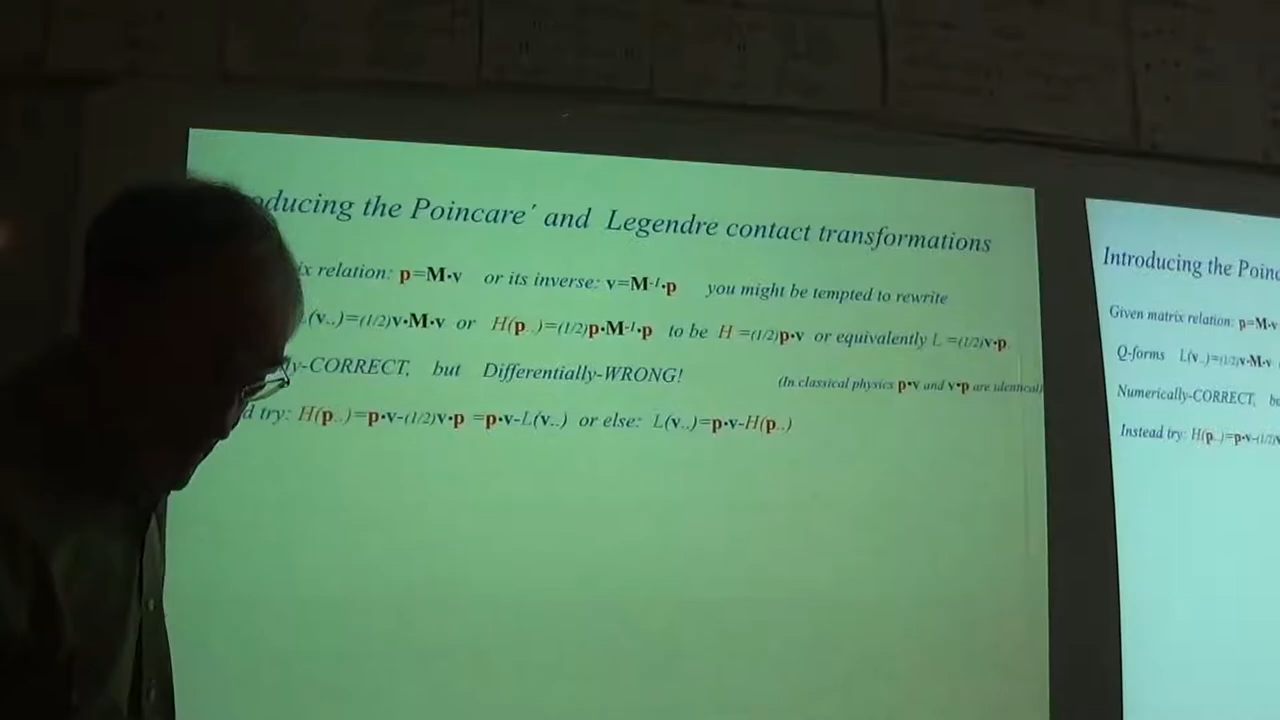 oducing the Poincare´ and Legendre contact transformations
ix relation: p=M•v or its inverse: v=M⁻¹•p you might be tempted to rewrite
(v..)=(1/2)v•M•v or H(p..)=(1/2)p•M⁻¹•p to be H =(1/2)p•v or equivalently L =(1/2)v•p.
ly-CORRECT, but Differentially-WRONG! (In classical physics p•v and v•p are identical)
d try: H(p..)=p•v-(1/2)v•p =p•v-L(v..) or else: L(v..)=p•v-H(p..)
Introducing the Poinc
Given matrix relation: p=M•v
Q-forms L(v..)=(1/2)v•M•v
Numerically-CORRECT, bu
Instead try: H(p..)=p•v-(1/2)v